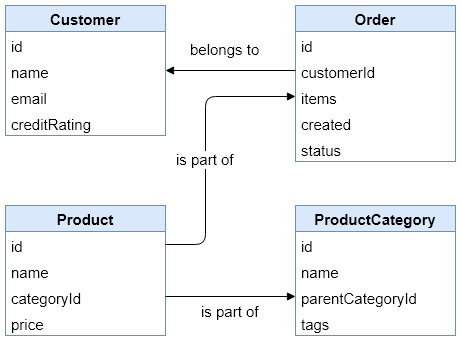 Customer
id
name
email
creditRating
belongs to
Order
id
customerId
items
created
status
is part of
Product
id
name
categoryId
price
is part of
ProductCategory
id
name
parentCategoryId
tags